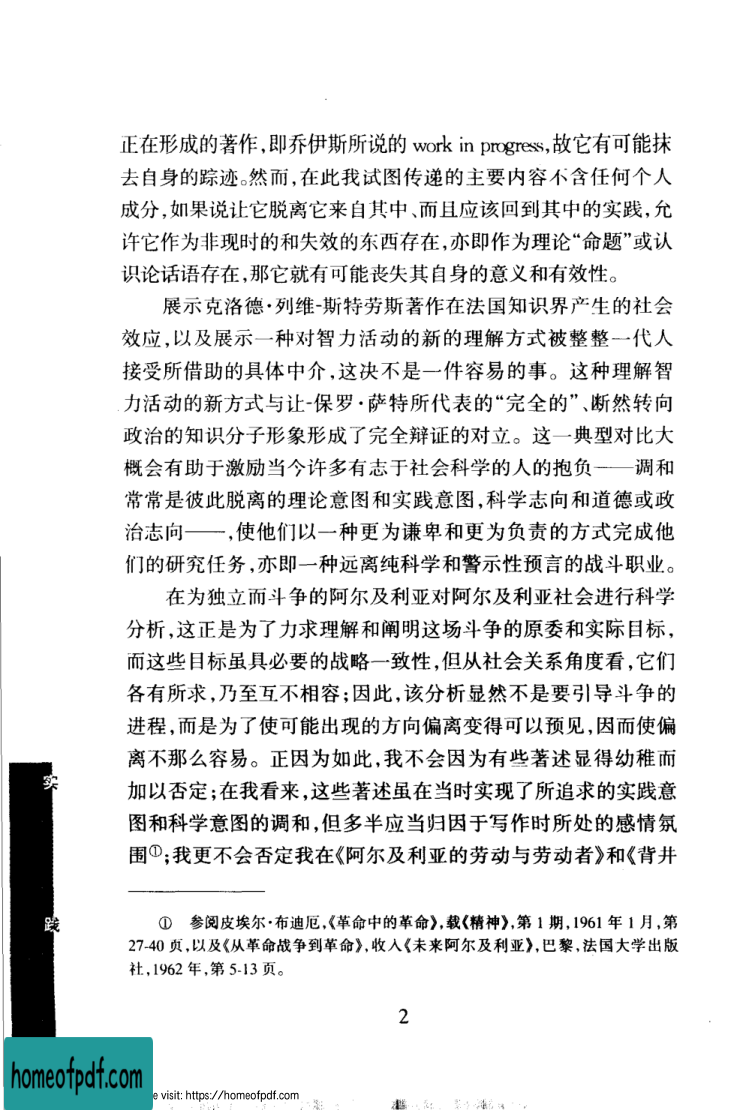 正在形成的著作,即乔伊斯所说的 work in progress,故它有可能抹
去自身的踪迹。然而,在此我试图传递的主要内容不含任何个人
成分,如果说让它脱离它来自其中、而且应该回到其中的实践,允
许它作为非现时的和失效的东西存在,亦即作为理论“命题”或认
识论话语存在,那它就有可能丧失其自身的意义和有效性。
展示克洛德·列维-斯特劳斯著作在法国知识界产生的社会
效应,以及展示一种对智力活动的新的理解方式被整整一代人
接受所借助的具体中介,这决不是一件容易的事。这种理解智
力活动的新方式与让-保罗·萨特所代表的“完全的”、断然转向
政治的知识分子形象形成了完全辩证的对立。这一典型对比大
概会有助于激励当今许多有志于社会科学的人的抱负——调和
常常是彼此脱离的理论意图和实践意图,科学志向和道德或政
治志向——,使他们以一种更为谦卑和更为负责的方式完成他
们的研究任务,亦即一种远离纯科学和警示性预言的战斗职业。
在为独立而斗争的阿尔及利亚对阿尔及利亚社会进行科学
分析,这正是为了力求理解和阐明这场斗争的原委和实际目标,
而这些目标虽具必要的战略一致性,但从社会关系角度看,它们
各有所求,乃至互不相容;因此,该分析显然不是要引导斗争的
进程,而是为了使可能出现的方向偏离变得可以预见,因而使偏
离不那么容易。正因为如此,我不会因为有些著述显得幼稚而
加以否定;在我看来,这些著述虽在当时实现了所追求的实践意
图和科学意图的调和,但多半应当归因于写作时所处的感情氛
围①;我更不会否定我在《阿尔及利亚的劳动与劳动者》和《背井
实
践
① 参阅皮埃尔·布迪厄,《革命中的革命》,载《精神》,第 1 期,1961 年 1 月,第
27-40 页,以及《从革命战争到革命》,收入《未来阿尔及利亚》,巴黎,法国大学出版
社,1962 年,第 5-13 页。
2
homeofpdf.com
e visit: https://homeofpdf.com